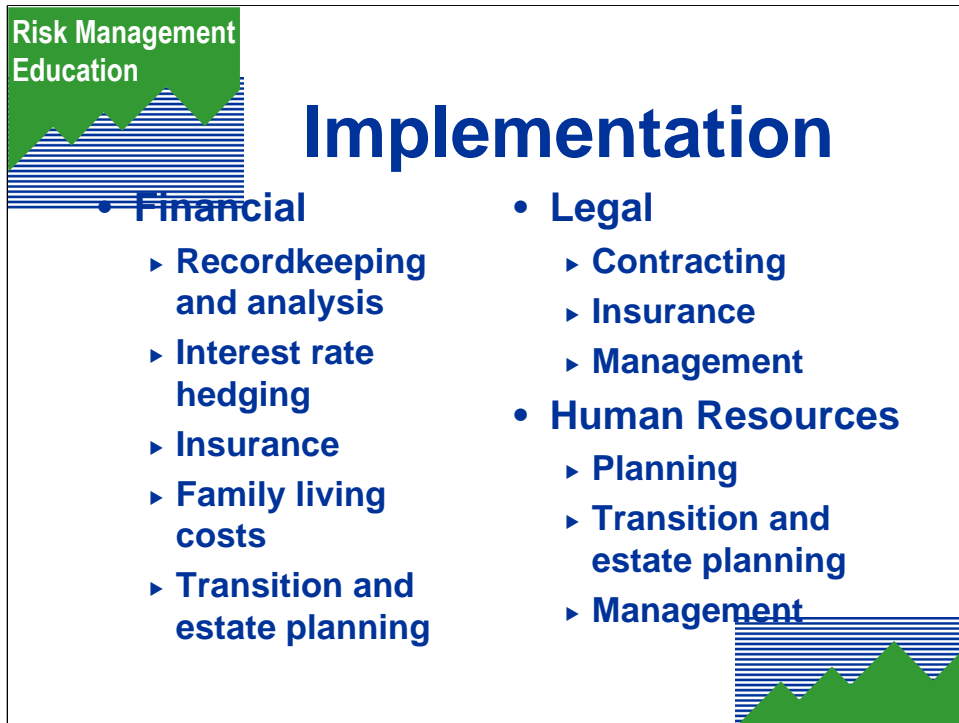 Risk Management
Education
Implementation
• Financial
▸ Recordkeeping
and analysis
▸ Interest rate
hedging
▸ Insurance
▸ Family living
costs
▸ Transition and
estate planning
• Legal
▸ Contracting
▸ Insurance
▸ Management
• Human Resources
▸ Planning
▸ Transition and
estate planning
▸ Management